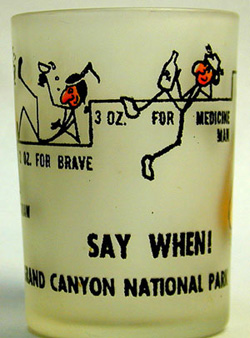 3 OZ. FOR MEDICINE
MAN
OZ. FOR BRAVE
SAY WHEN!
GRAND CANYON NATIONAL PARK